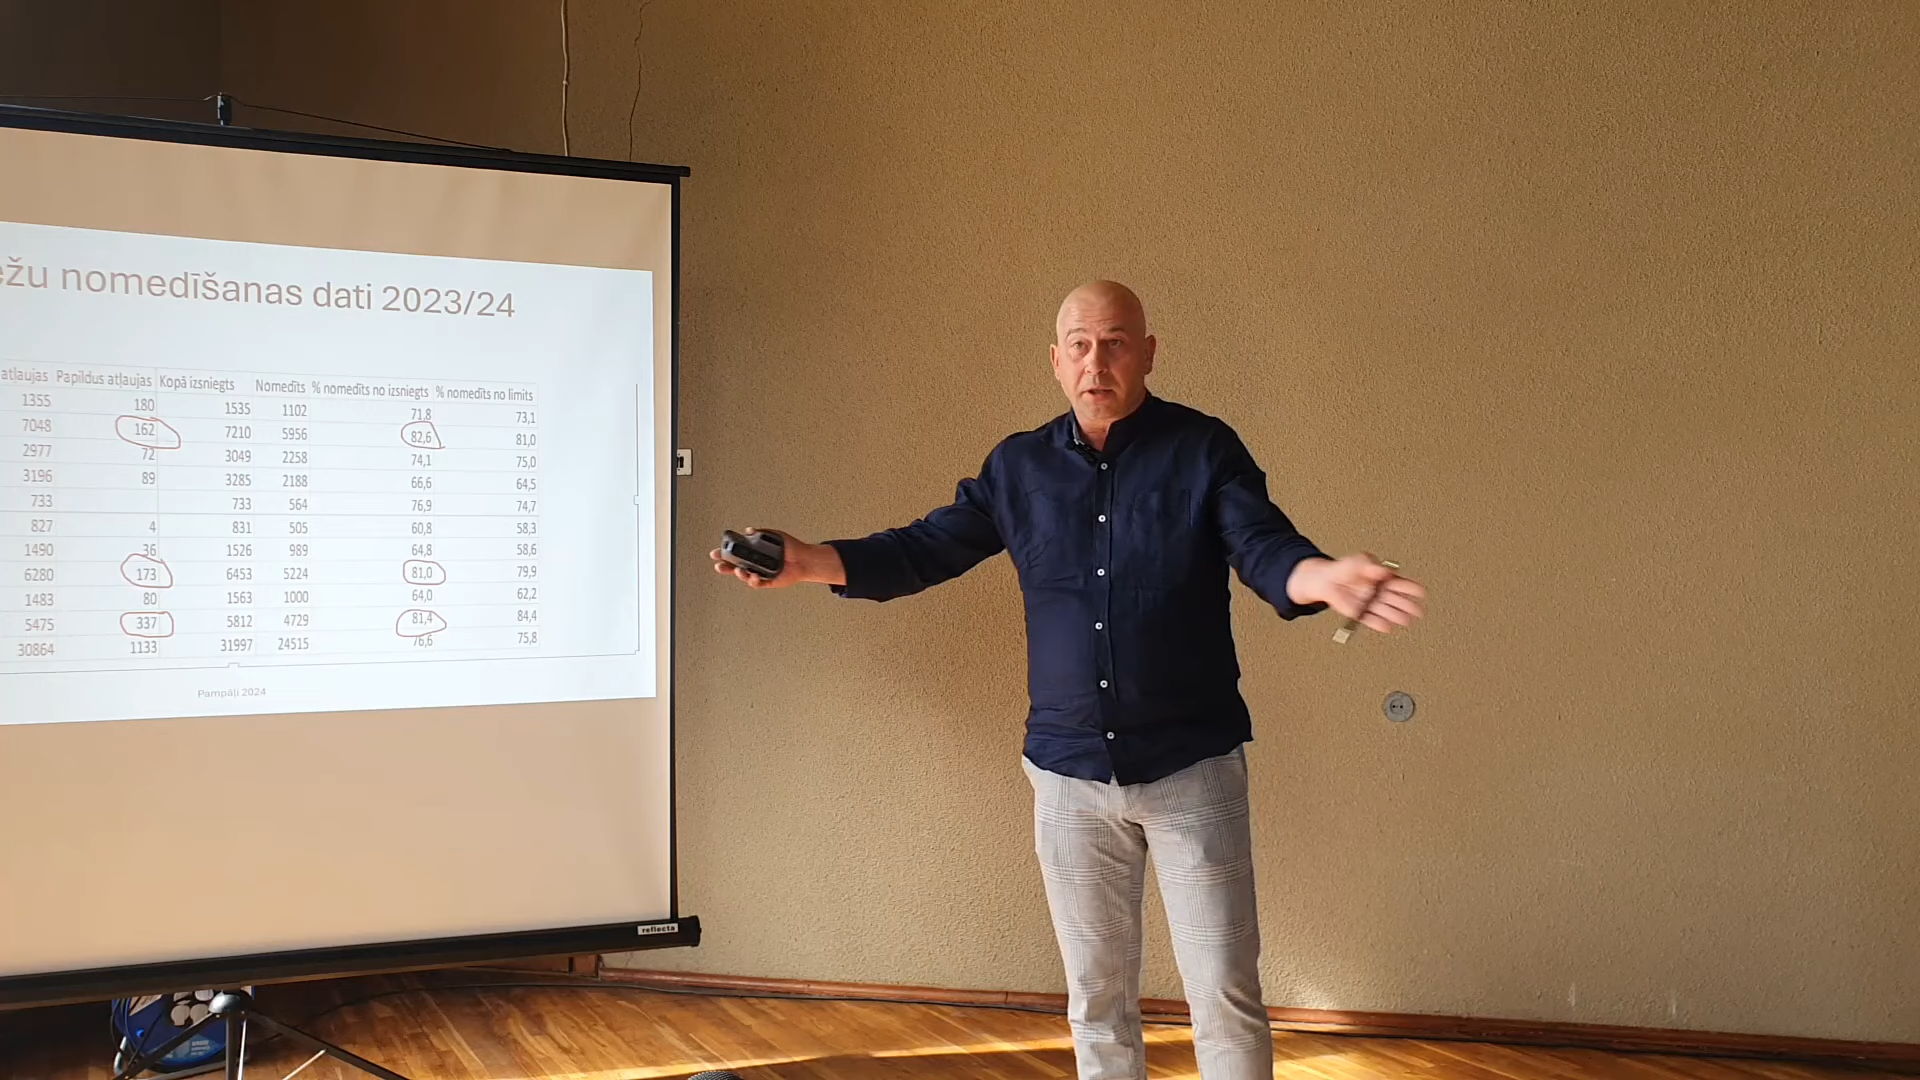 ežu nomedīšanas dati 2023/24
atļaujas Papildus atļaujas Kopā izsniegts Nomedīts % nomedīts no izsniegts % nomedīts no limits
1355 180 1535 1102 71,8 73,1
7048 162 7210 5956 82,6 81,0
2977 72 3049 2258 74,1 75,0
3196 89 3285 2188 66,6 64,5
733 733 564 76,9 74,7
827 4 831 505 60,8 58,3
1490 36 1526 989 64,8 58,6
6280 173 6453 5224 81,0 79,9
1483 80 1563 1000 64,0 62,2
5475 337 5812 4729 81,4 84,4
30864 1133 31997 24515 76,6 75,8
Pampāļi 2024
reflecta